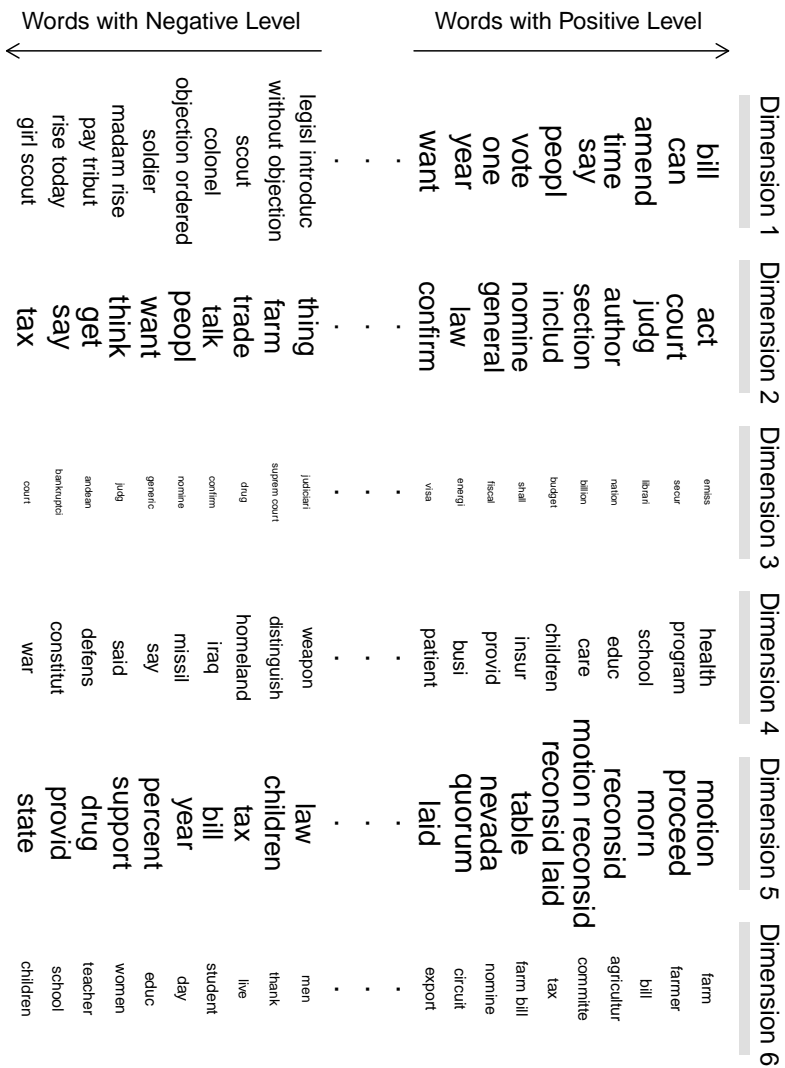 Words with Negative Level
Words with Positive Level
Dimension 1
bill
can
amend
time
say
peopl
vote
one
year
want
.
.
.
legisl introduc
without objection
scout
colonel
objection ordered
soldier
madam rise
pay tribut
rise today
girl scout
Dimension 2
act
court
judg
author
section
includ
nomine
general
law
confirm
.
.
.
thing
farm
trade
talk
peopl
want
think
get
say
tax
Dimension 3
emiss
secur
librari
nation
billion
budget
shall
fiscal
energi
visa
.
.
.
judiciari
suprem court
drug
confirm
nomine
generic
judg
andean
bankruptci
court
Dimension 4
health
program
school
educ
care
children
insur
provid
busi
patient
.
.
.
weapon
distinguish
homeland
iraq
missil
say
said
defens
constitut
war
Dimension 5
motion
proceed
morn
reconsid
motion reconsid
reconsid laid
table
nevada
quorum
laid
.
.
.
law
children
tax
bill
year
percent
support
drug
provid
state
Dimension 6
farm
farmer
bill
agricultur
committe
tax
farm bill
nomine
circuit
export
.
.
.
men
thank
live
student
day
educ
women
teacher
school
children